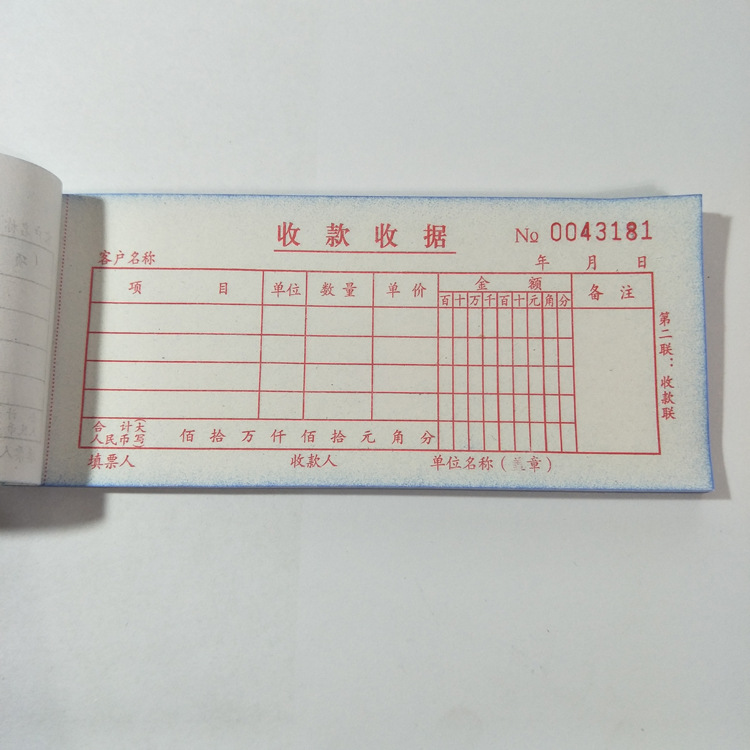 收款收据 № 0043181
客户名称 年 月 日
项 目 单位 数量 单价 金额 备注
百 十 万 千 百 十 元 角 分
合计(大写)
人民币 佰 拾 万 仟 佰 拾 元 角 分
填票人 收款人 单位名称(盖章)
第二联：收款联